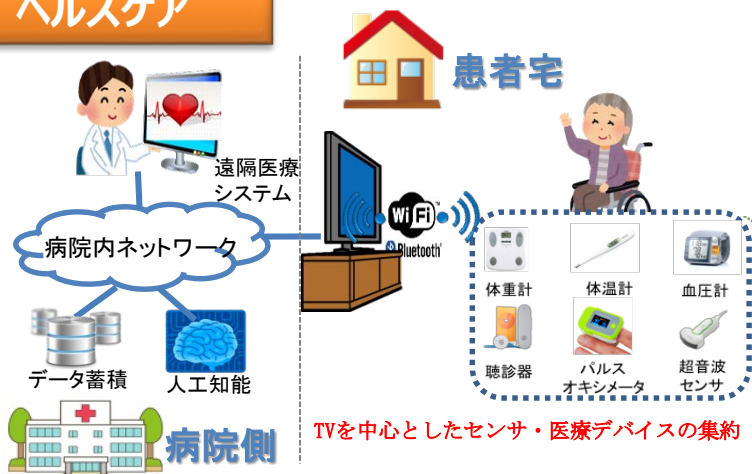 ヘルスケア
患者宅
遠隔医療
システム
病院内ネットワーク
WiFi
Bluetooth
体重計
体温計
血圧計
聴診器
パルス
オキシメータ
超音波
センサ
データ蓄積
人工知能
病院側
TVを中心としたセンサ・医療デバイスの集約